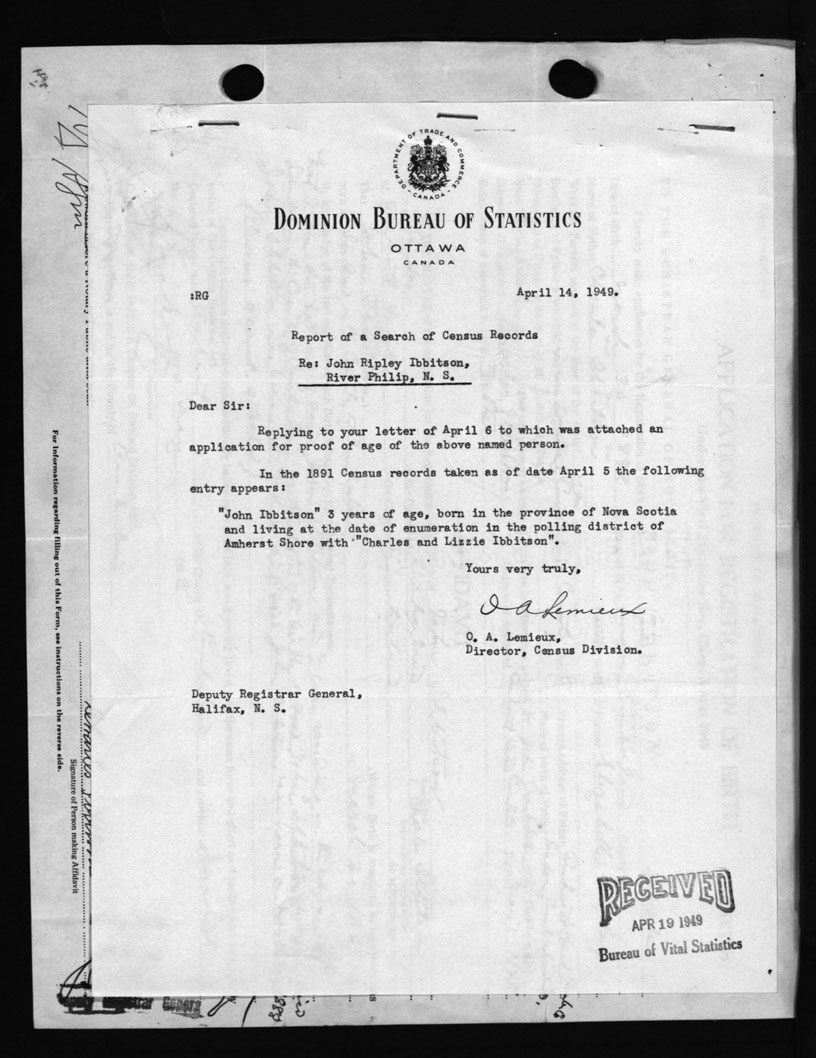 DEPARTMENT OF TRADE AND COMMERCE
- CANADA -
DOMINION BUREAU OF STATISTICS
OTTAWA
CANADA
:RG
April 14, 1949.
Report of a Search of Census Records
Re: John Ripley Ibbitson,
River Philip, N. S.
Dear Sir:
Replying to your letter of April 6 to which was attached an
application for proof of age of the above named person.
In the 1891 Census records taken as of date April 5 the following
entry appears:
"John Ibbitson" 3 years of age, born in the province of Nova Scotia
and living at the date of enumeration in the polling district of
Amherst Shore with "Charles and Lizzie Ibbitson".
Yours very truly,
O A Lemieux
O. A. Lemieux,
Director, Census Division.
Deputy Registrar General,
Halifax, N. S.
RECEIVED
APR 19 1949
Bureau of Vital Statistics
For information regarding filling out of this Form, see instructions on the reverse side.
Signature of Person making Affidavit